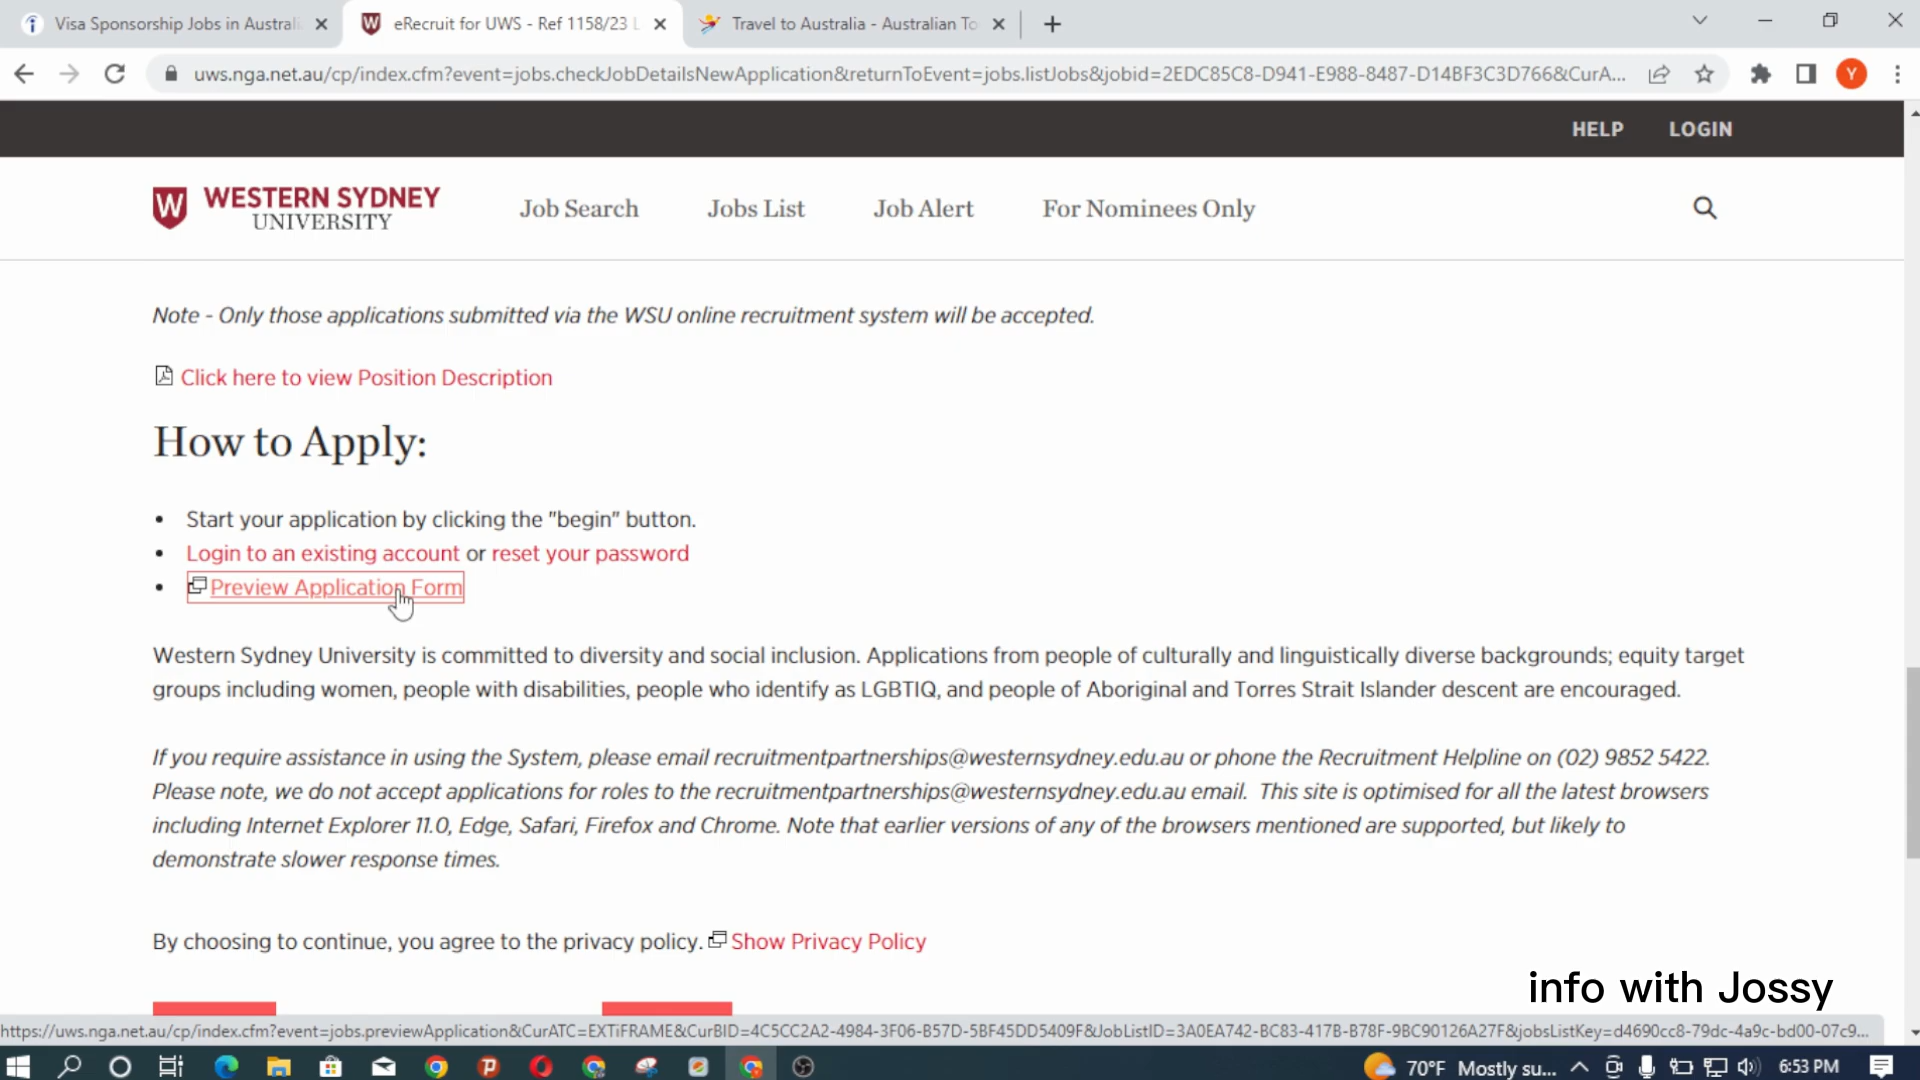 Visa Sponsorship Jobs in Australi
eRecruit for UWS - Ref 1158/23 L
Travel to Australia - Australian To
uws.nga.net.au/cp/index.cfm?event=jobs.checkJobDetailsNewApplication&returnToEvent=jobs.listJobs&jobid=2EDC85C8-D941-E988-8487-D14BF3C3D766&CurA...
Y
HELP LOGIN
W WESTERN SYDNEY
UNIVERSITY
Job Search Jobs List Job Alert For Nominees Only
Note - Only those applications submitted via the WSU online recruitment system will be accepted.
Click here to view Position Description
How to Apply:
• Start your application by clicking the "begin" button.
• Login to an existing account or reset your password
• Preview Application Form
Western Sydney University is committed to diversity and social inclusion. Applications from people of culturally and linguistically diverse backgrounds; equity target
groups including women, people with disabilities, people who identify as LGBTIQ, and people of Aboriginal and Torres Strait Islander descent are encouraged.
If you require assistance in using the System, please email recruitmentpartnerships@westernsydney.edu.au or phone the Recruitment Helpline on (02) 9852 5422.
Please note, we do not accept applications for roles to the recruitmentpartnerships@westernsydney.edu.au email. This site is optimised for all the latest browsers
including Internet Explorer 11.0, Edge, Safari, Firefox and Chrome. Note that earlier versions of any of the browsers mentioned are supported, but likely to
demonstrate slower response times.
By choosing to continue, you agree to the privacy policy. Show Privacy Policy
info with Jossy
https://uws.nga.net.au/cp/index.cfm?event=jobs.previewApplication&CurATC=EXTiFRAME&CurBID=4C5CC2A2-4984-3F06-B57D-5BF45DD5409F&JobListID=3A0EA742-BC83-417B-B78F-9BC90126A27F&jobsListKey=d4690cc8-79dc-4a9c-bd00-07c9...
70°F Mostly su... 6:53 PM